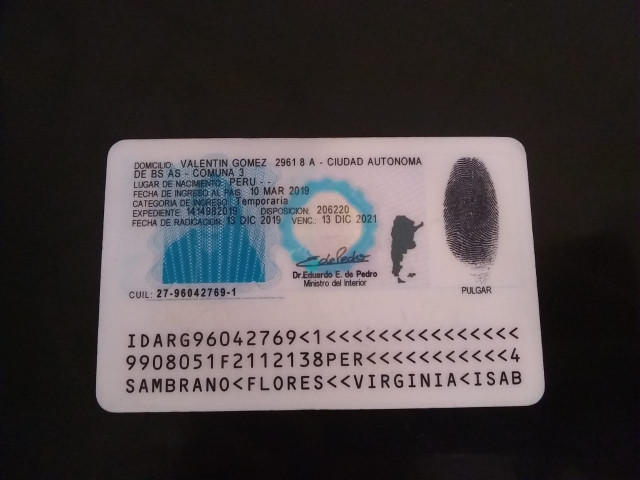 DOMICILIO: VALENTIN GOMEZ 2961 8 A - CIUDAD AUTONOMA
DE BS AS - COMUNA 3
LUGAR DE NACIMIENTO: PERU - -
FECHA DE INGRESO AL PAIS: 10 MAR 2019
CATEGORIA DE INGRESO: Temporaria
EXPEDIENTE: 1414982019 DISPOSICION: 206220
FECHA DE RADICACION: 13 DIC 2019 VENC.: 13 DIC 2021
Dr. Eduardo E. de Pedro
Ministro del Interior
CUIL: 27-96042769-1
PULGAR
IDARG96042769<1<<<<<<<<<<<<<<<
9908051F2112138PER<<<<<<<<<<<4
SAMBRANO<FLORES<<VIRGINIA<ISAB